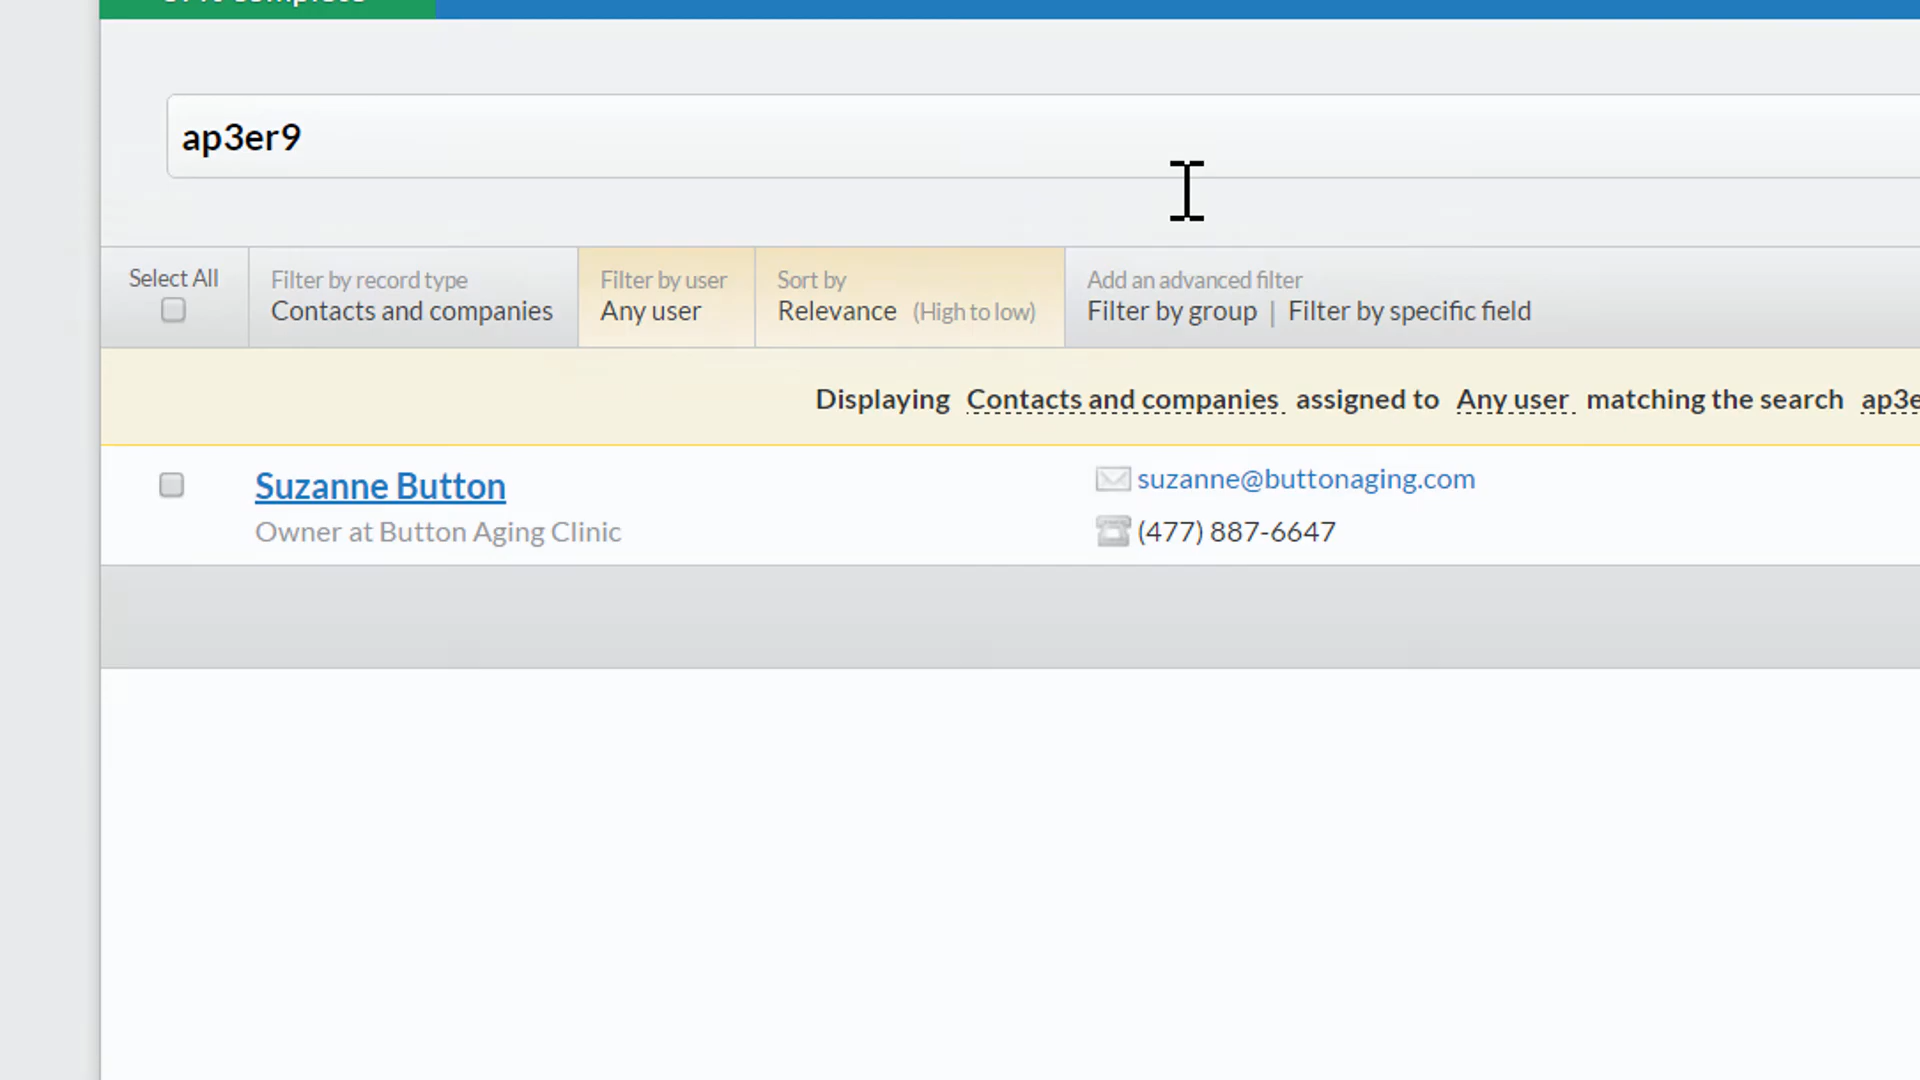 ap3er9
Select All
Filter by record type
Contacts and companies
Filter by user
Any user
Sort by
Relevance (High to low)
Add an advanced filter
Filter by group | Filter by specific field
Displaying Contacts and companies assigned to Any user matching the search ap3e
Suzanne Button
Owner at Button Aging Clinic
suzanne@buttonaging.com
(477) 887-6647